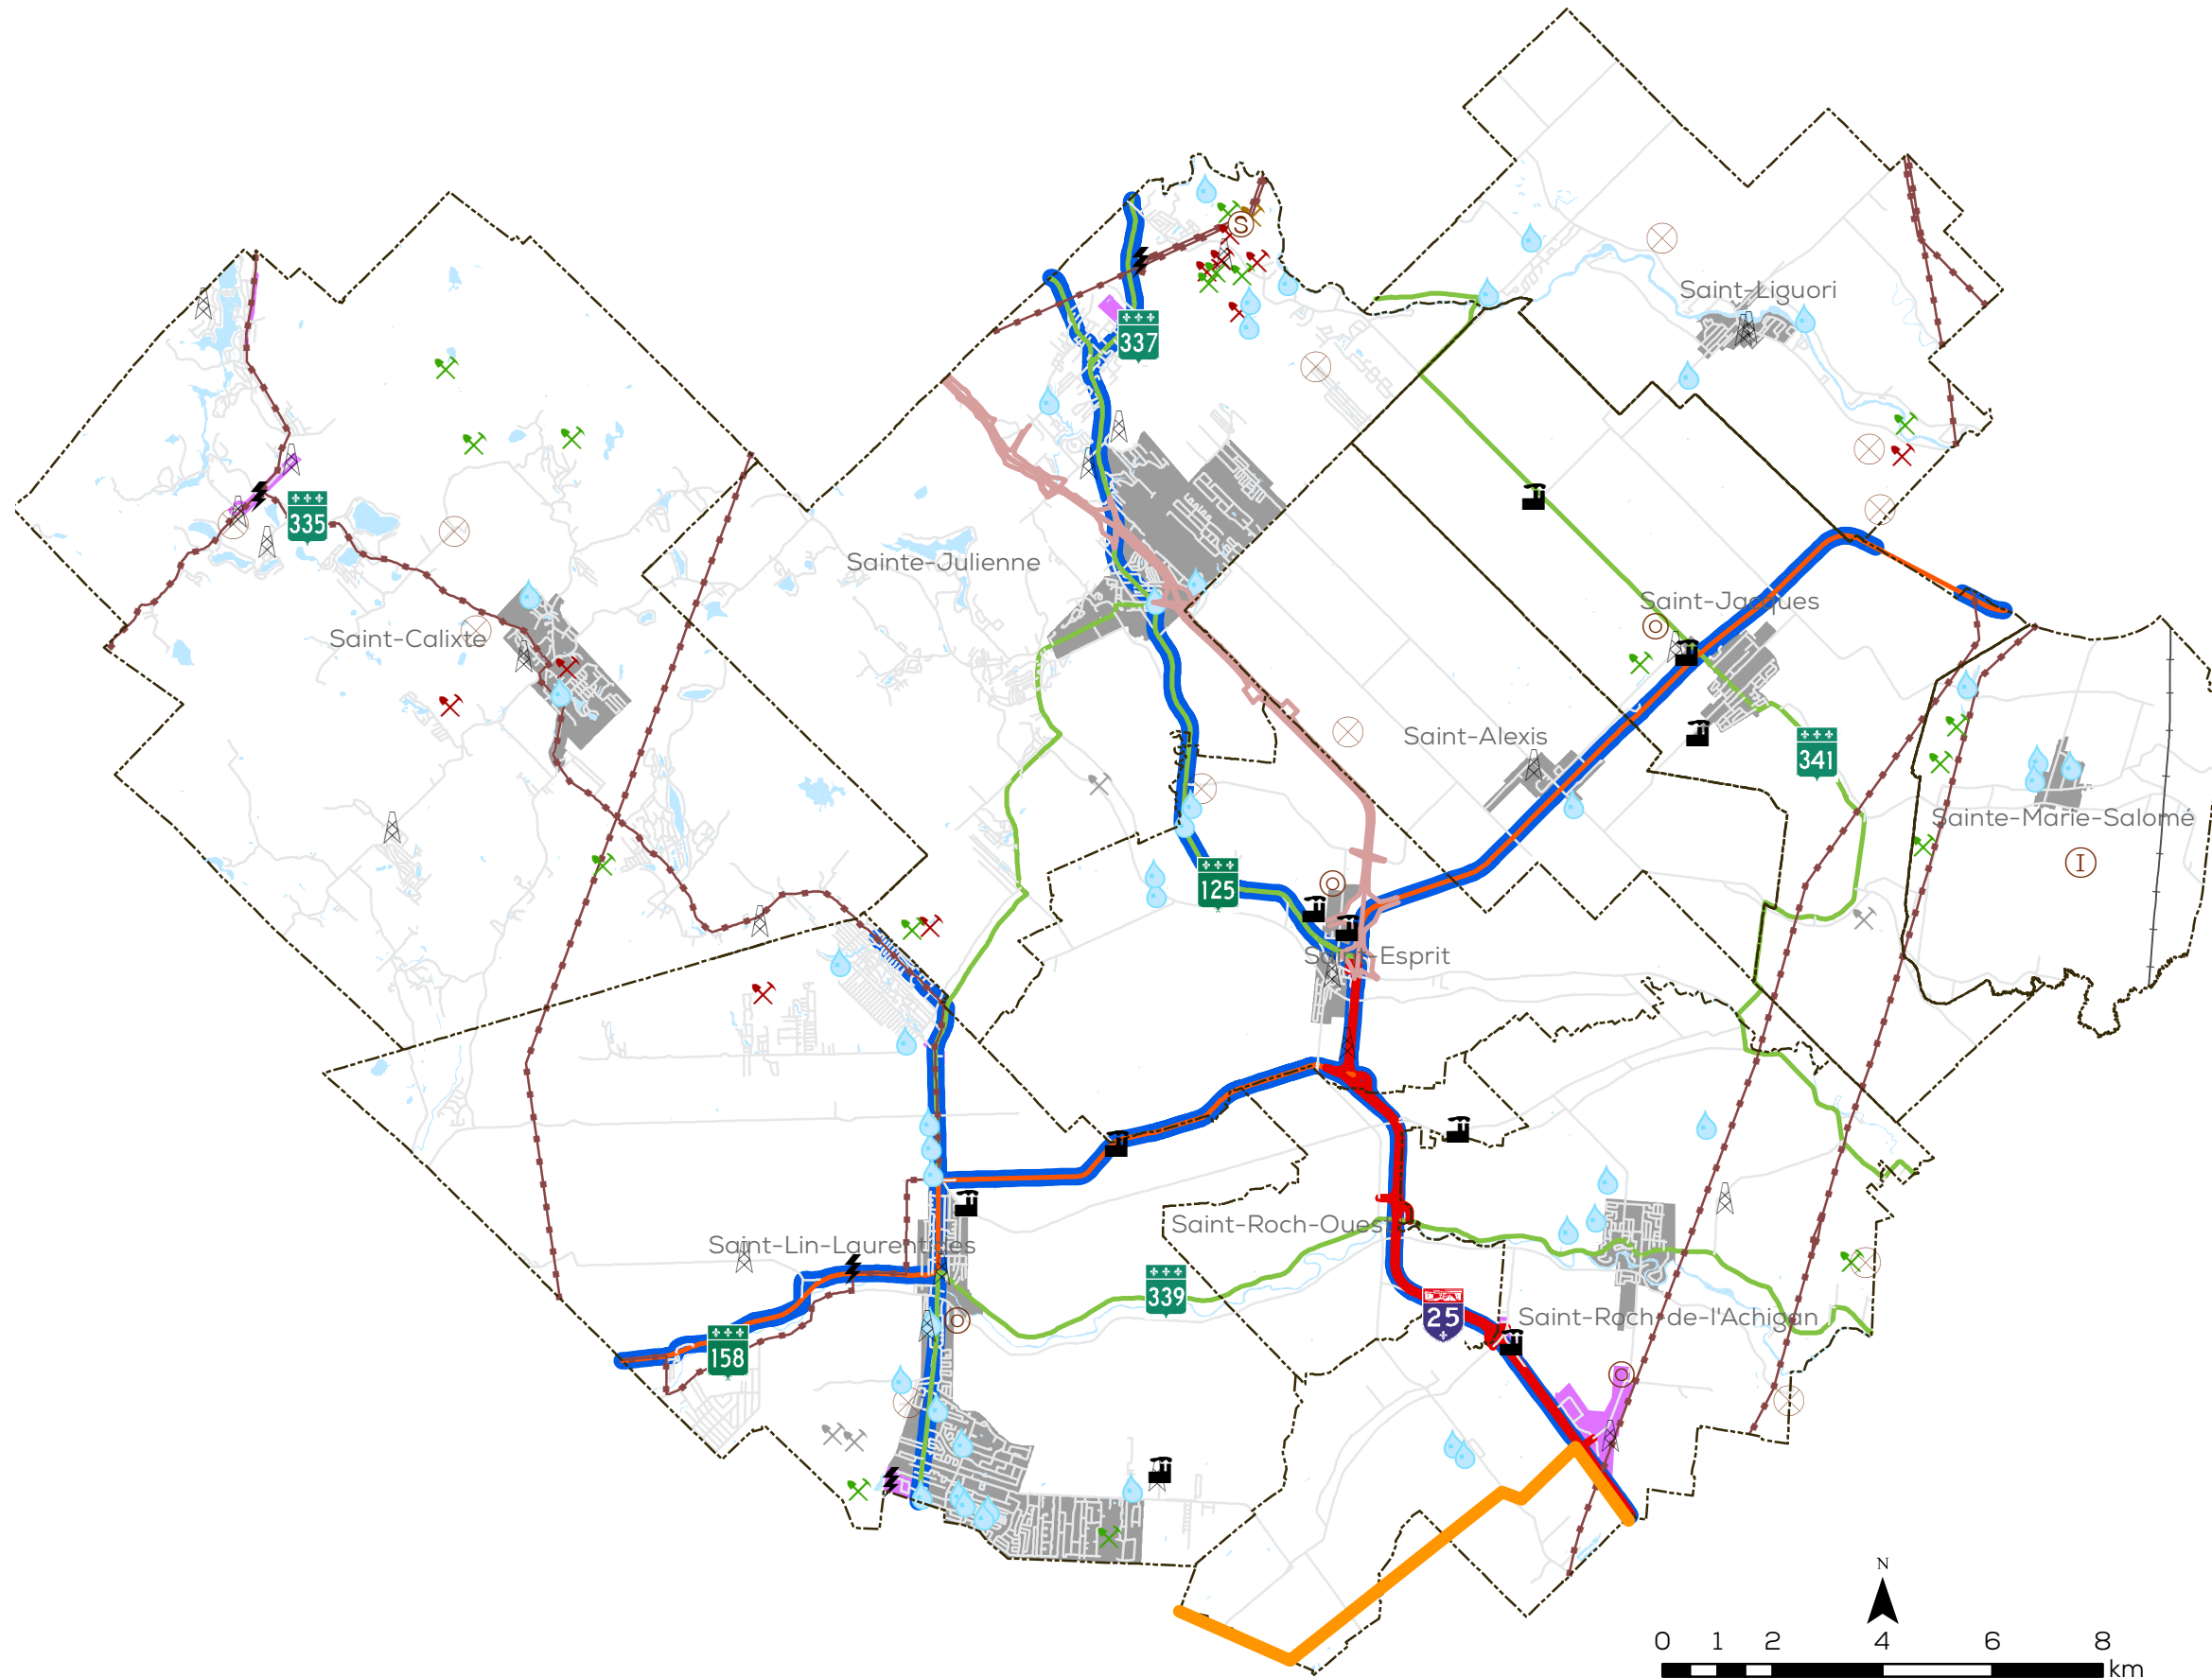 S
Saint-Liguori
337
335
Sainte-Julienne
Saint-Jacques
Saint-Calixte
Saint-Alexis
341
Sainte-Marie-Salomé
I
125
Saint-Esprit
Saint-Roch-Oues
Saint-Lin-Laurentides
339
25
Saint-Roch-de-l'Achigan
158
N
0 1 2 4 6 8
km